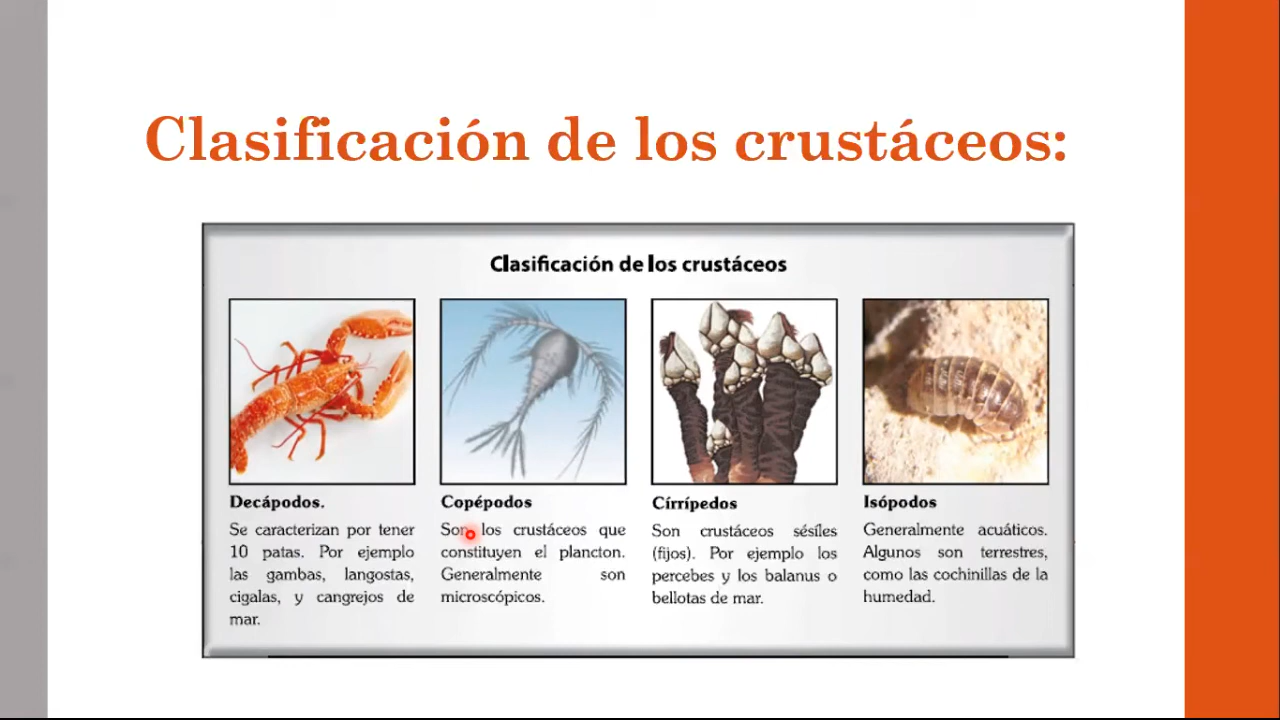 Clasificación de los crustáceos:
Clasificación de los crustáceos
Decápodos.
Se caracterizan por tener
10 patas. Por ejemplo
las gambas, langostas,
cigalas, y cangrejos de
mar.
Copépodos
Son los crustáceos que
constituyen el plancton.
Generalmente son
microscópicos.
Círrípedos
Son crustáceos sésiles
(fijos). Por ejemplo los
percebes y los balanus o
bellotas de mar.
Isópodos
Generalmente acuáticos.
Algunos son terrestres,
como las cochinillas de la
humedad.